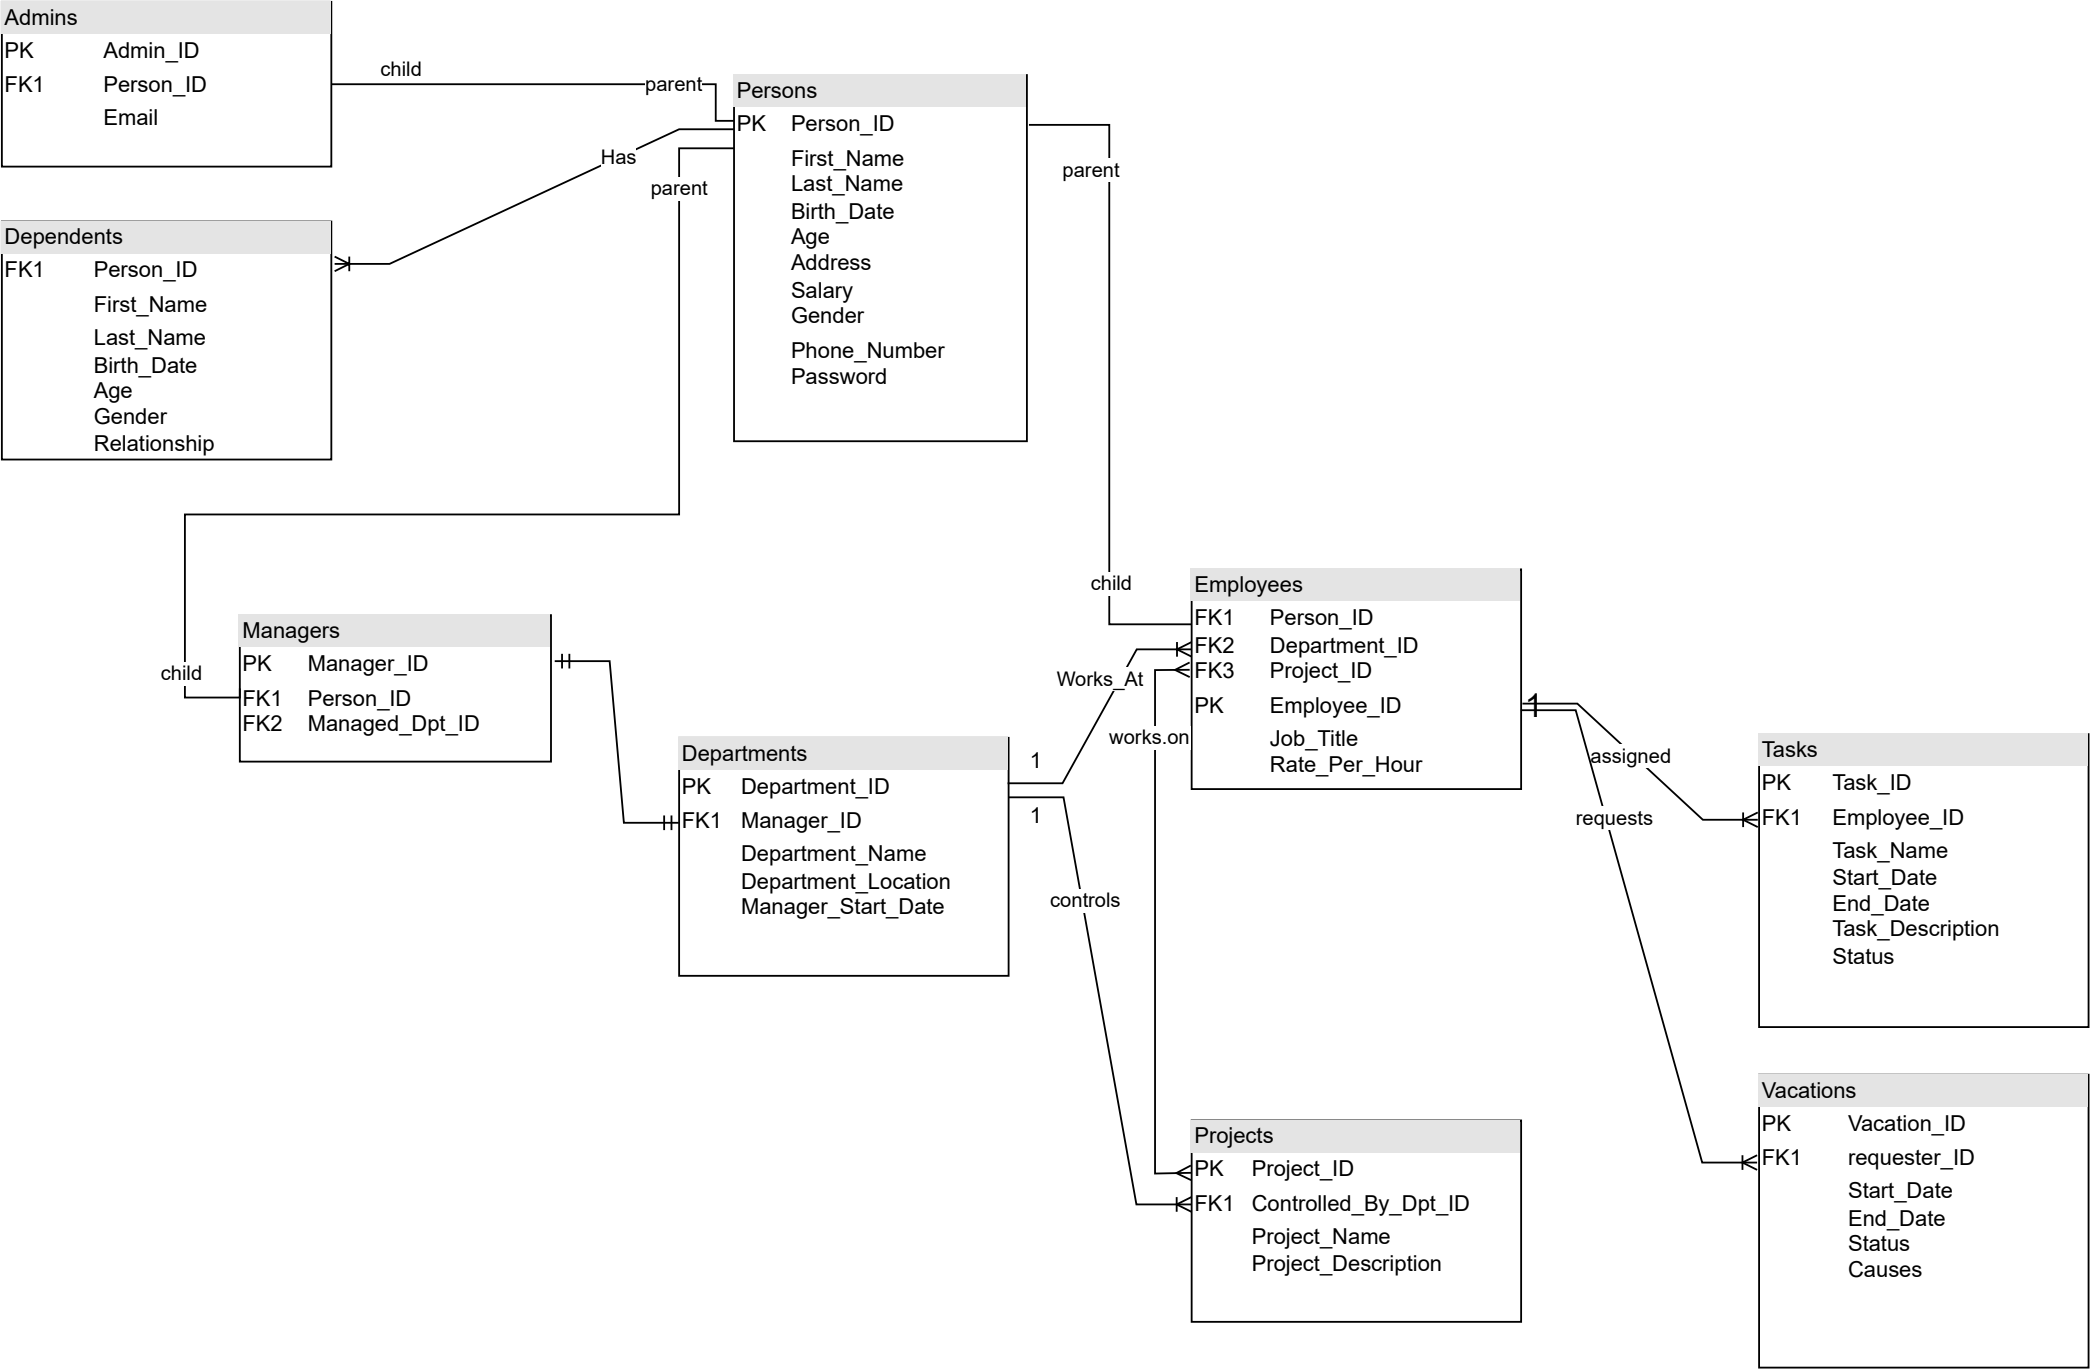 Admins
PK Admin_ID
FK1 Person_ID
Email
child
parent
Persons
PK Person_ID
First_Name
Last_Name
Birth_Date
Age
Address
Salary
Gender
Phone_Number
Password
Has
parent
parent
Dependents
FK1 Person_ID
First_Name
Last_Name
Birth_Date
Age
Gender
Relationship
child
child
Managers
PK Manager_ID
FK1 Person_ID
FK2 Managed_Dpt_ID
Employees
FK1 Person_ID
FK2 Department_ID
FK3 Project_ID
PK Employee_ID
Job_Title
Rate_Per_Hour
Works_At
works.on
1
1
1
1
Departments
PK Department_ID
FK1 Manager_ID
Department_Name
Department_Location
Manager_Start_Date
controls
assigned
requests
Tasks
PK Task_ID
FK1 Employee_ID
Task_Name
Start_Date
End_Date
Task_Description
Status
Projects
PK Project_ID
FK1 Controlled_By_Dpt_ID
Project_Name
Project_Description
Vacations
PK Vacation_ID
FK1 requester_ID
Start_Date
End_Date
Status
Causes